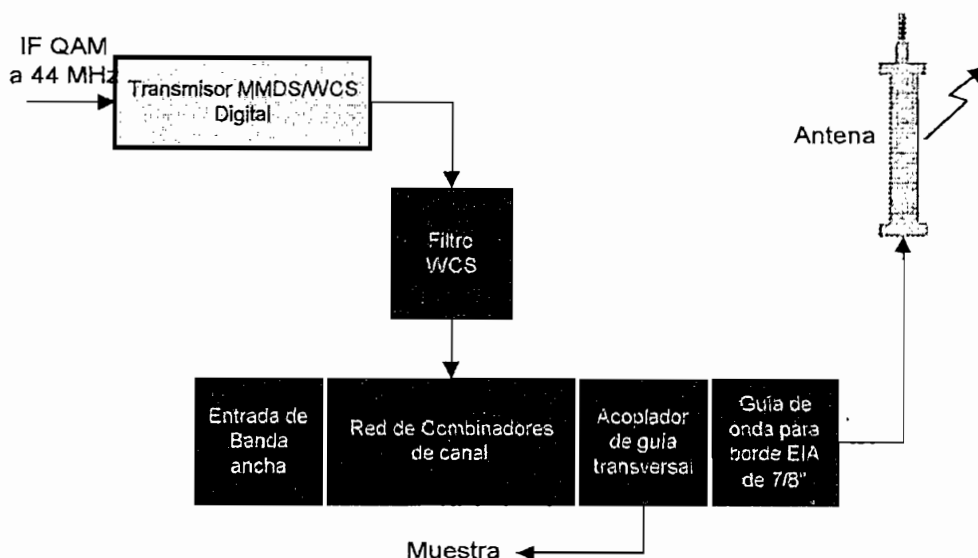 IF QAM
a 44 MHz
Transmisor MMDS/WCS
Digital
Antena
Filtro
WCS
Entrada de
Banda
ancha
Red de Combinadores
de canal
Acoplador
de guía
transversal
Guía de
onda para
borde EIA
de 7/8"
Muestra